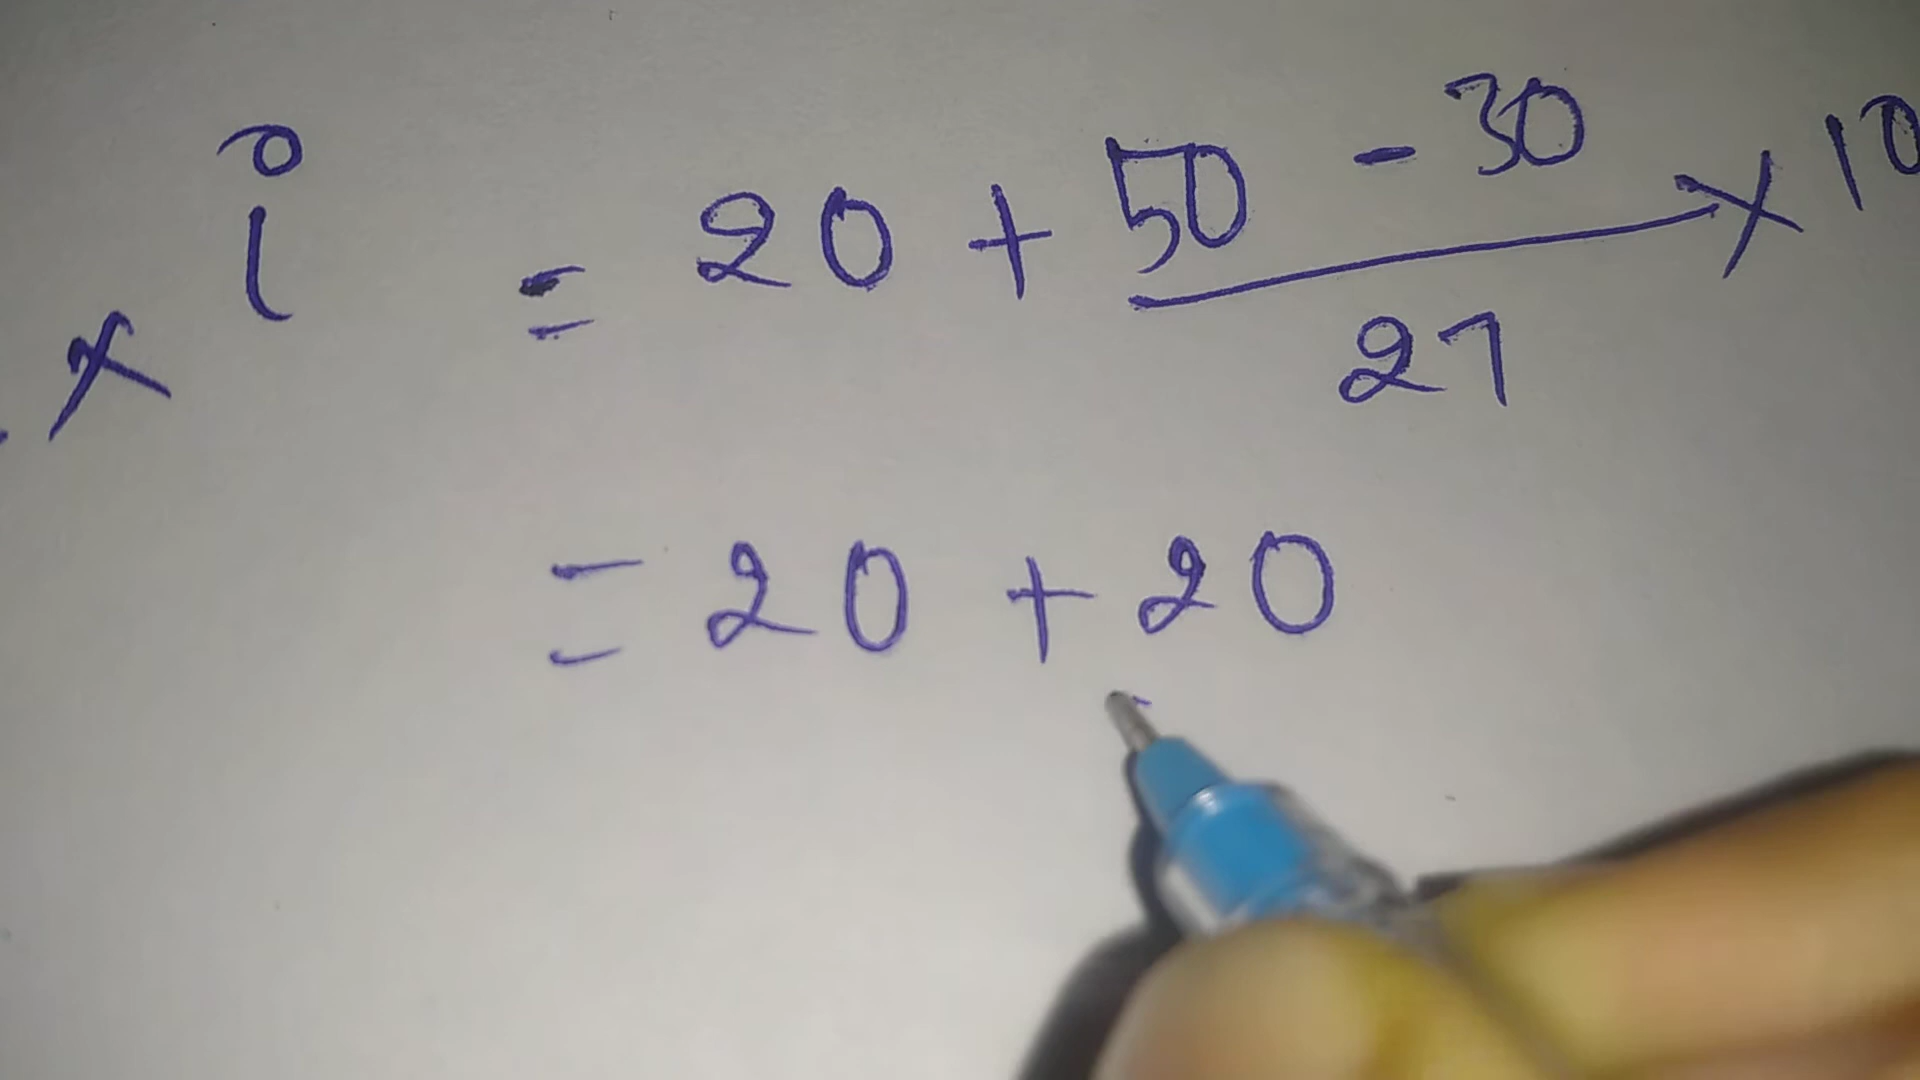 × i = 20 + 50 - 30 / 27 × 10
= 20 + 20